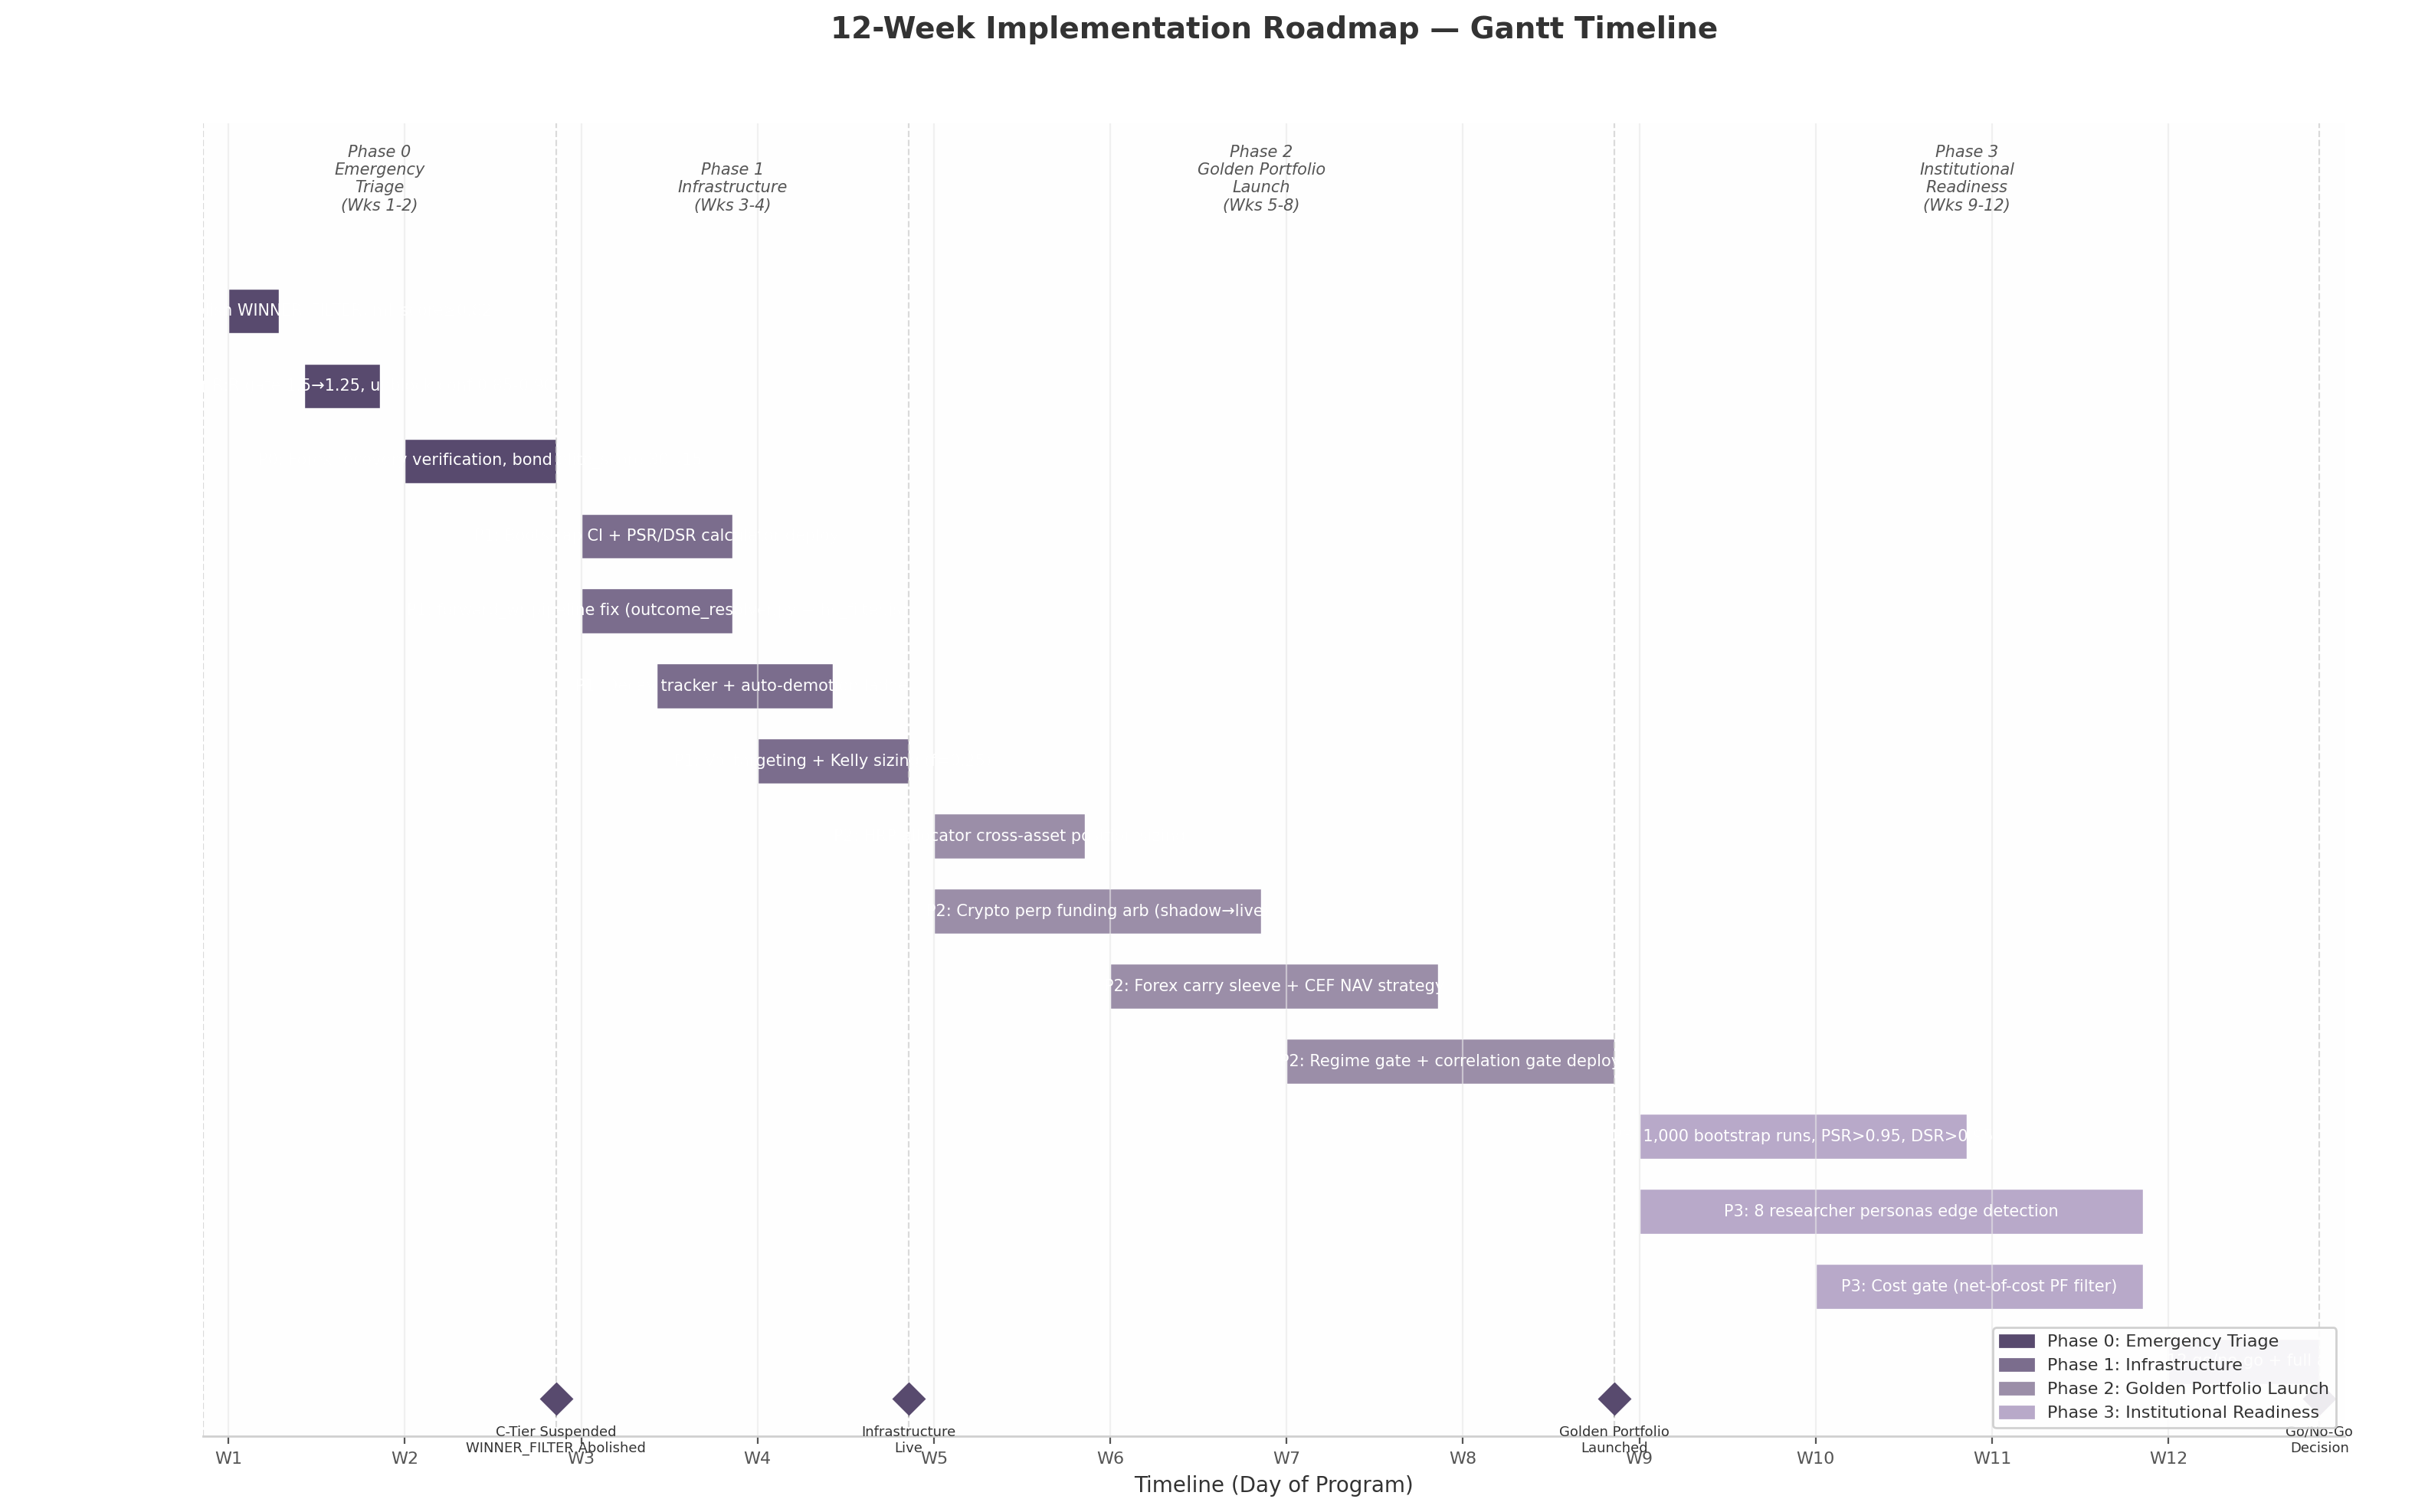 12-Week Implementation Roadmap — Gantt Timeline
Phase 0
Emergency
Triage
(Wks 1-2)
Phase 1
Infrastructure
(Wks 3-4)
Phase 2
Golden Portfolio
Launch
(Wks 5-8)
Phase 3
Institutional
Readiness
(Wks 9-12)
WINN
5→1.25, u
verification, bond
CI + PSR/DSR calc
fix (outcome_res
tracker + auto-demot
geting + Kelly sizin
cator cross-asset po
2: Crypto perp funding arb (shadow→live
P2: Forex carry sleeve + CEF NAV strategy
P2: Regime gate + correlation gate deploy
1,000 bootstrap runs, PSR>0.95, DSR>0
P3: 8 researcher personas edge detection
P3: Cost gate (net-of-cost PF filter)
Phase 0: Emergency Triage
Phase 1: Infrastructure
Phase 2: Golden Portfolio Launch
Phase 3: Institutional Readiness
C-Tier Suspended
WINNER_FILTER Abolished
Infrastructure
Live
Golden Portfolio
Launched
Go/No-Go
Decision
W1 W2 W3 W4 W5 W6 W7 W8 W9 W10 W11 W12
Timeline (Day of Program)